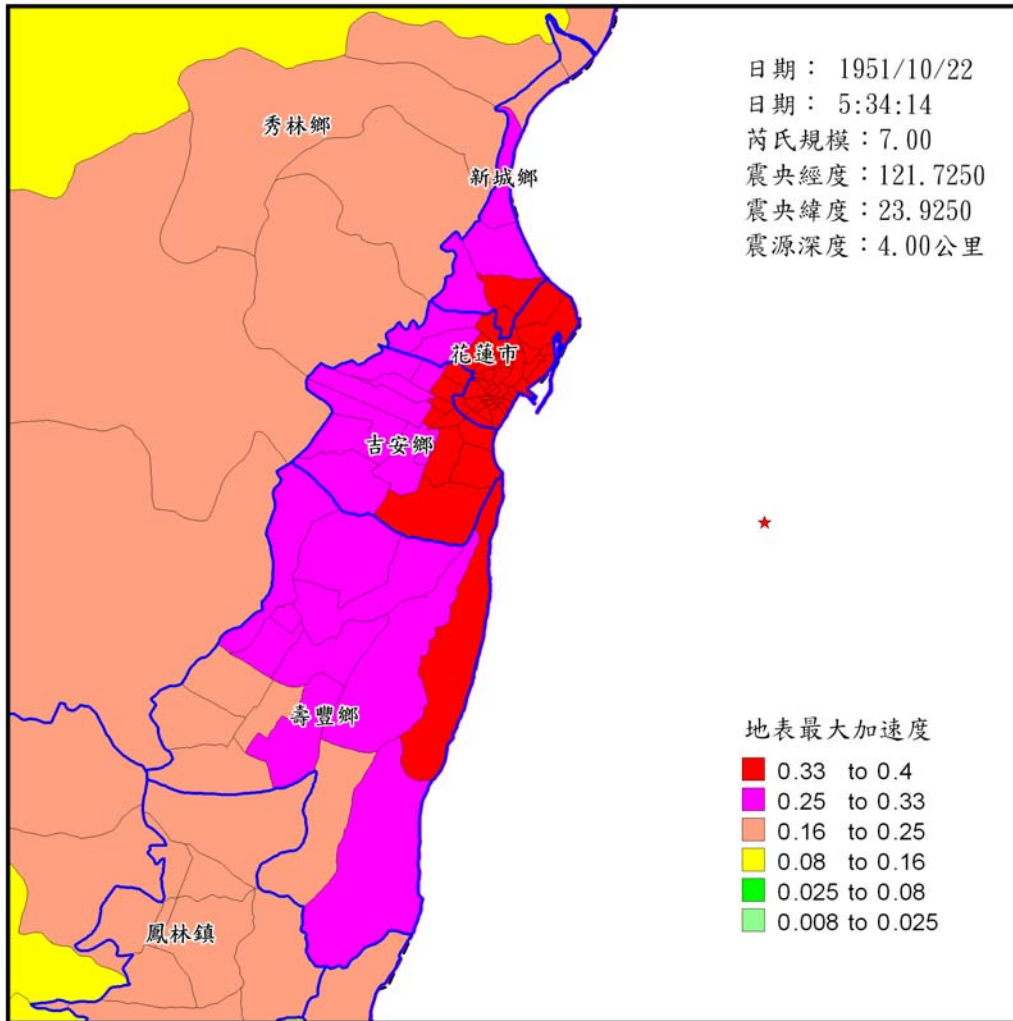 日期： 1951/10/22
日期： 5:34:14
芮氏規模：7.00
震央經度：121.7250
震央緯度：23.9250
震源深度：4.00公里
秀林鄉
新城鄉
花蓮市
吉安鄉
壽豐鄉
鳳林鎮
地表最大加速度
0.33 to 0.4
0.25 to 0.33
0.16 to 0.25
0.08 to 0.16
0.025 to 0.08
0.008 to 0.025